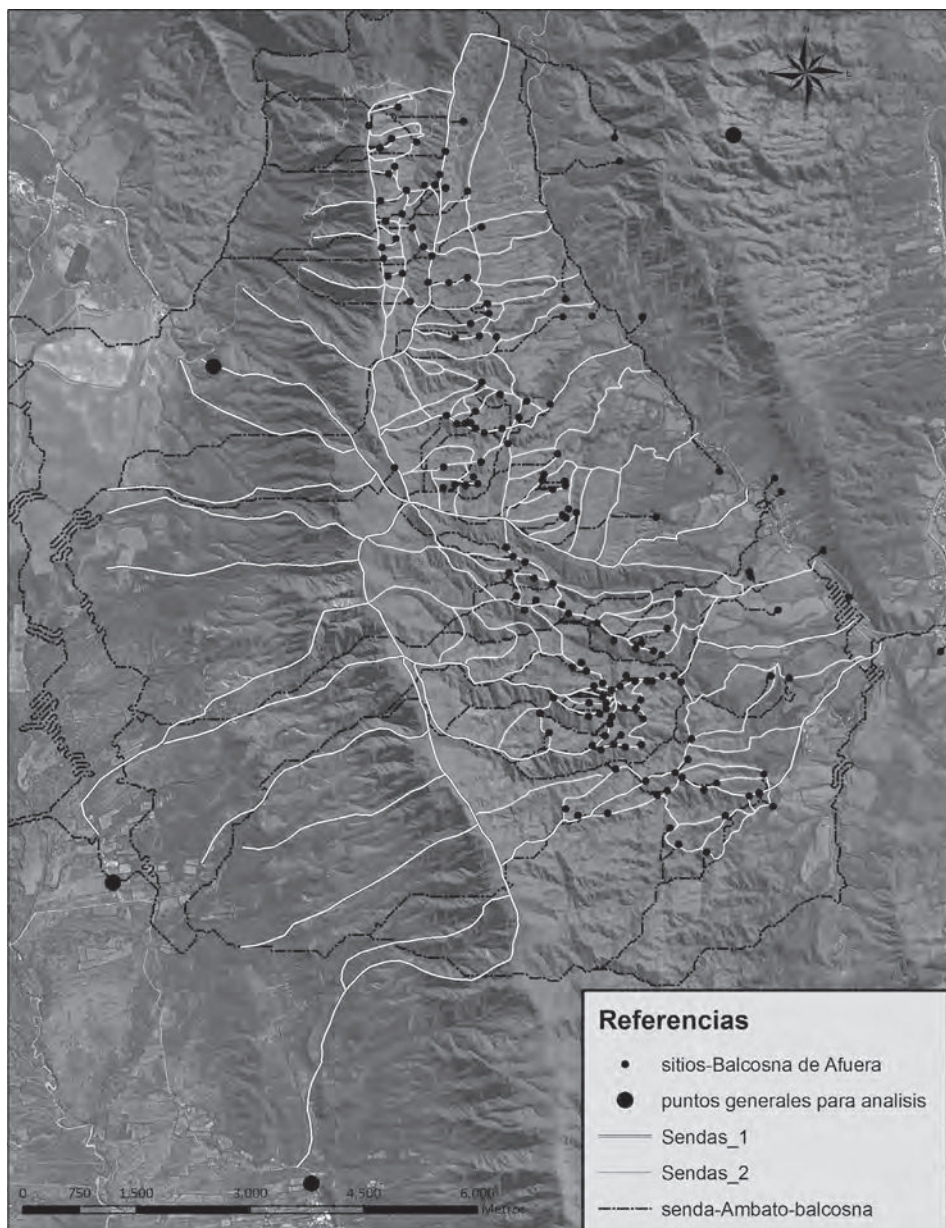 N
E
Referencias
sitios-Balcosna de Afuera
puntos generales para analisis
Sendas_1
Sendas_2
senda-Ambato-balcosna
0 750 1,500 3,000 4,500 6,000
Metros